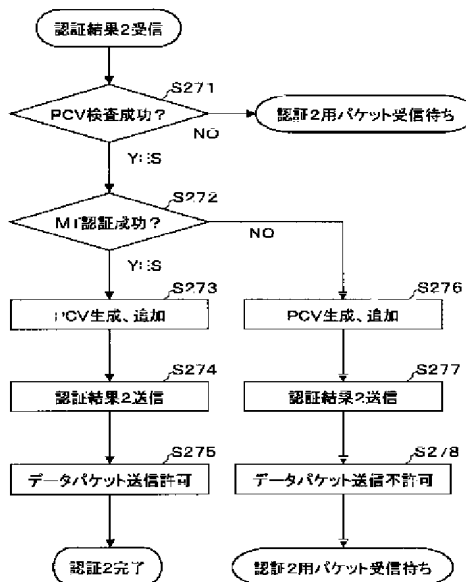 認証結果2受信
S271
PCV検査成功?
NO
認証2用パケット受信待ち
YES
S272
MT認証成功?
NO
YES
S273
PCV生成、追加
S276
PCV生成、追加
S274
認証結果2送信
S277
認証結果2送信
S275
データパケット送信許可
S278
データパケット送信不許可
認証2完了
認証2用パケット受信待ち